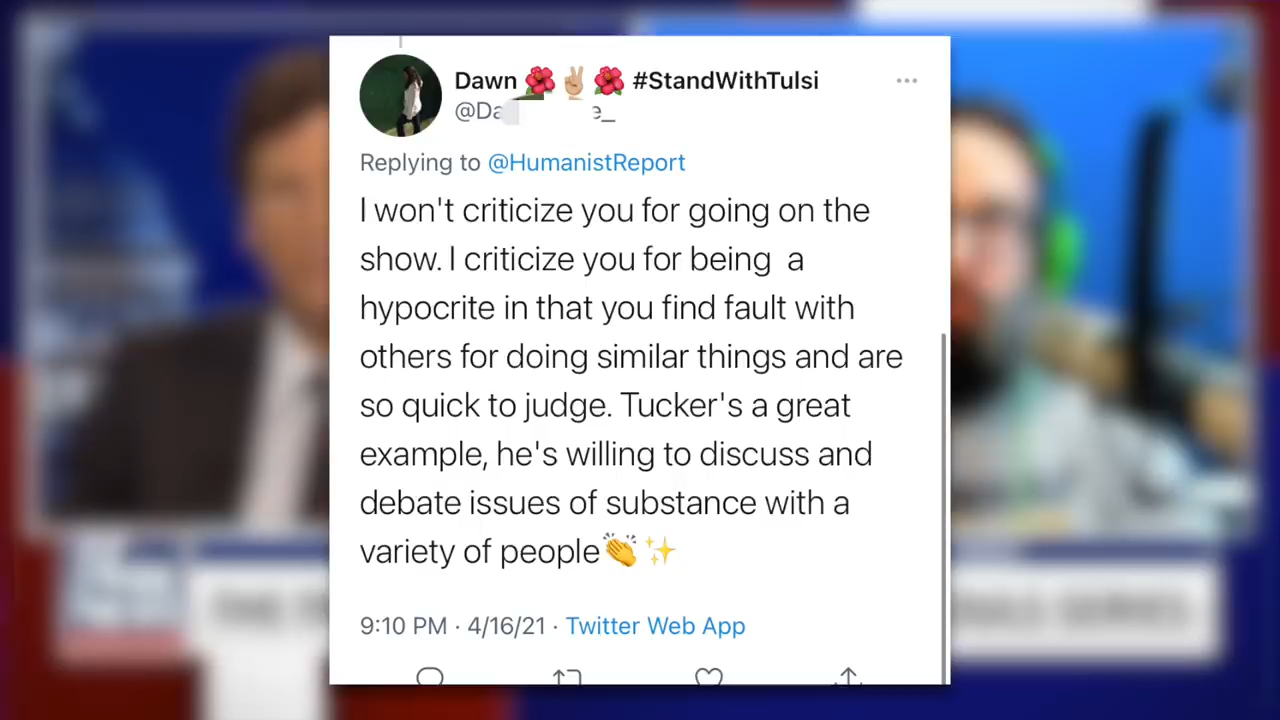 Dawn 🌺✌🏼🌺 #StandWithTulsi
@Da e_
Replying to @HumanistReport
I won't criticize you for going on the
show. I criticize you for being  a
hypocrite in that you find fault with
others for doing similar things and are
so quick to judge. Tucker's a great
example, he's willing to discuss and
debate issues of substance with a
variety of people👏✨
9:10 PM · 4/16/21 · Twitter Web App